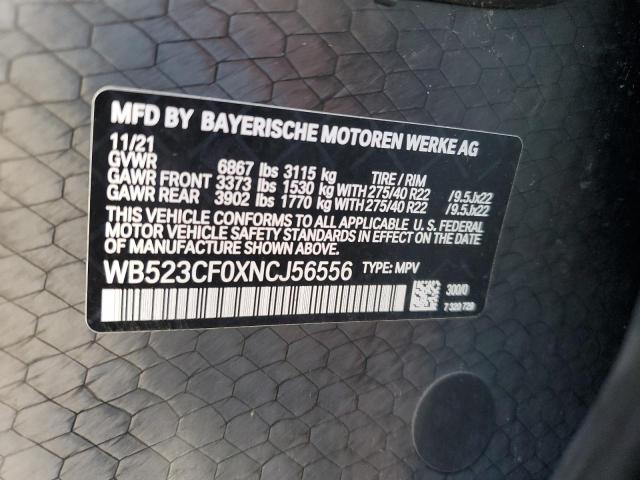 MFD BY BAYERISCHE MOTOREN WERKE AG
11/21
GVWR 6867 lbs 3115 kg TIRE / RIM
GAWR FRONT 3373 lbs 1530 kg WITH 275/40 R22 /9.5Jx22
GAWR REAR 3902 lbs 1770 kg WITH 275/40 R22 /9.5Jx22
THIS VEHICLE CONFORMS TO ALL APPLICABLE U. S. FEDERAL
MOTOR VEHICLE SAFETY STANDARDS IN EFFECT ON THE DATE
OF MANUFACTURE SHOWN ABOVE.
WB523CF0XNCJ56556 TYPE: MPV
300/0
7 320 729